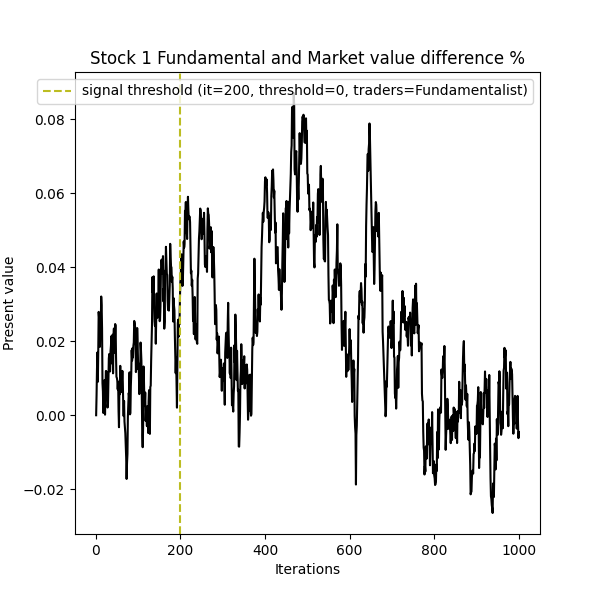 Stock 1 Fundamental and Market value difference %
signal threshold (it=200, threshold=0, traders=Fundamentalist)
0.08
0.06
0.04
0.02
0.00
−0.02
Present value
0 200 400 600 800 1000
Iterations